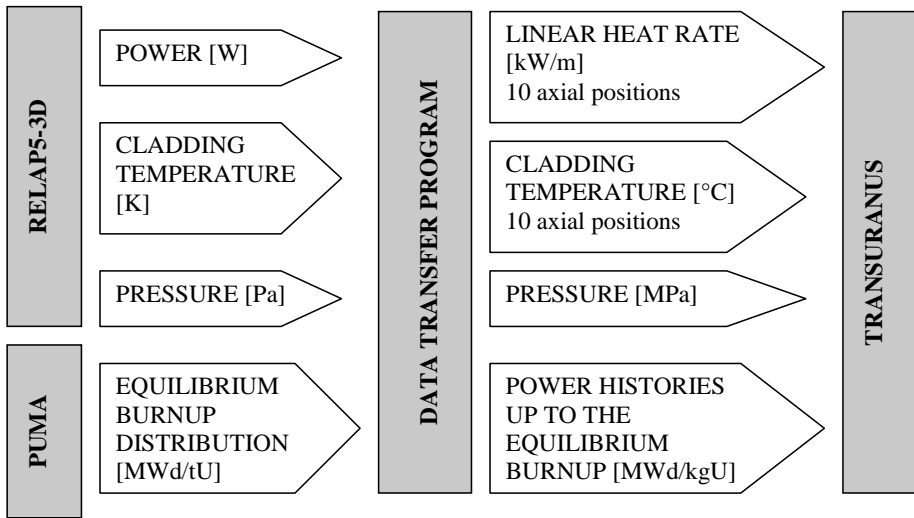 RELAP5-3D
POWER [W]
CLADDING
TEMPERATURE
[K]
PRESSURE [Pa]
PUMA
EQUILIBRIUM
BURNUP
DISTRIBUTION
[MWd/tU]
DATA TRANSFER PROGRAM
LINEAR HEAT RATE
[kW/m]
10 axial positions
CLADDING
TEMPERATURE [°C]
10 axial positions
PRESSURE [MPa]
POWER HISTORIES
UP TO THE
EQUILIBRIUM
BURNUP [MWd/kgU]
TRANSURANUS